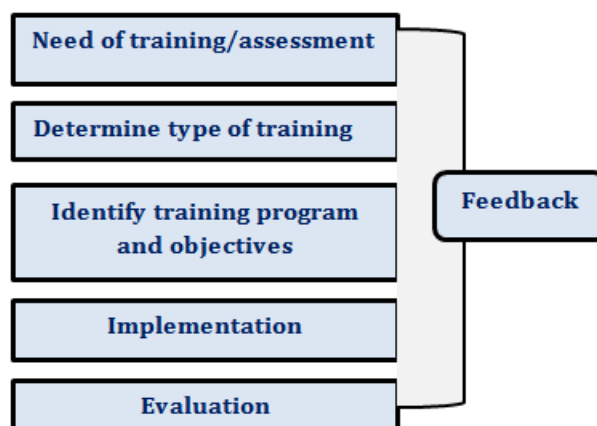 Need of training/assessment
Determine type of training
Identify training program
and objectives
Implementation
Evaluation
Feedback